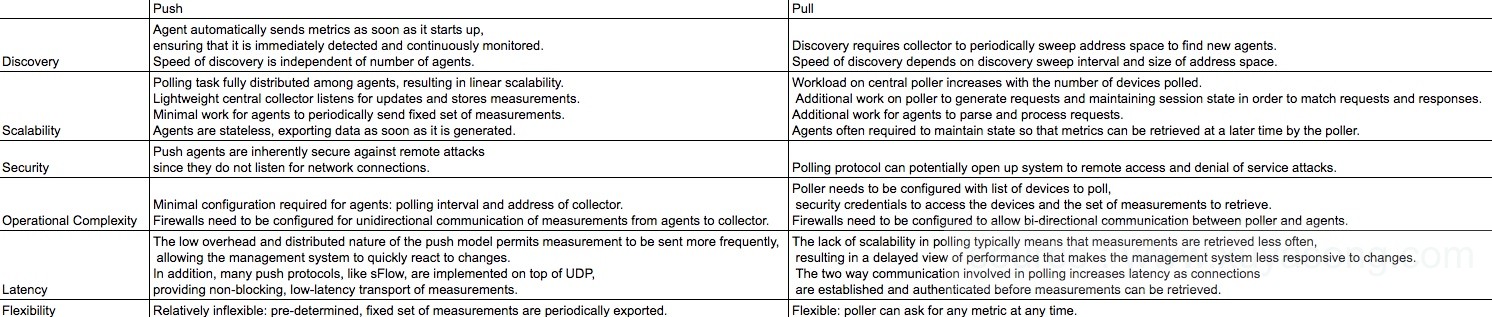 Push
Pull
Discovery
Agent automatically sends metrics as soon as it starts up,
ensuring that it is immediately detected and continuously monitored.
Speed of discovery is independent of number of agents.
Discovery requires collector to periodically sweep address space to find new agents.
Speed of discovery depends on discovery sweep interval and size of address space.
Scalability
Polling task fully distributed among agents, resulting in linear scalability.
Lightweight central collector listens for updates and stores measurements.
Minimal work for agents to periodically send fixed set of measurements.
Agents are stateless, exporting data as soon as it is generated.
Workload on central poller increases with the number of devices polled.
Additional work on poller to generate requests and maintaining session state in order to match requests and responses.
Additional work for agents to parse and process requests.
Agents often required to maintain state so that metrics can be retrieved at a later time by the poller.
Security
Push agents are inherently secure against remote attacks
since they do not listen for network connections.
Polling protocol can potentially open up system to remote access and denial of service attacks.
Operational Complexity
Minimal configuration required for agents: polling interval and address of collector.
Firewalls need to be configured for unidirectional communication of measurements from agents to collector.
Poller needs to be configured with list of devices to poll,
security credentials to access the devices and the set of measurements to retrieve.
Firewalls need to be configured to allow bi-directional communication between poller and agents.
Latency
The low overhead and distributed nature of the push model permits measurement to be sent more frequently,
allowing the management system to quickly react to changes.
In addition, many push protocols, like sFlow, are implemented on top of UDP,
providing non-blocking, low-latency transport of measurements.
The lack of scalability in polling typically means that measurements are retrieved less often,
resulting in a delayed view of performance that makes the management system less responsive to changes.
The two way communication involved in polling increases latency as connections
are established and authenticated before measurements can be retrieved.
Flexibility
Relatively inflexible: pre-determined, fixed set of measurements are periodically exported.
Flexible: poller can ask for any metric at any time.